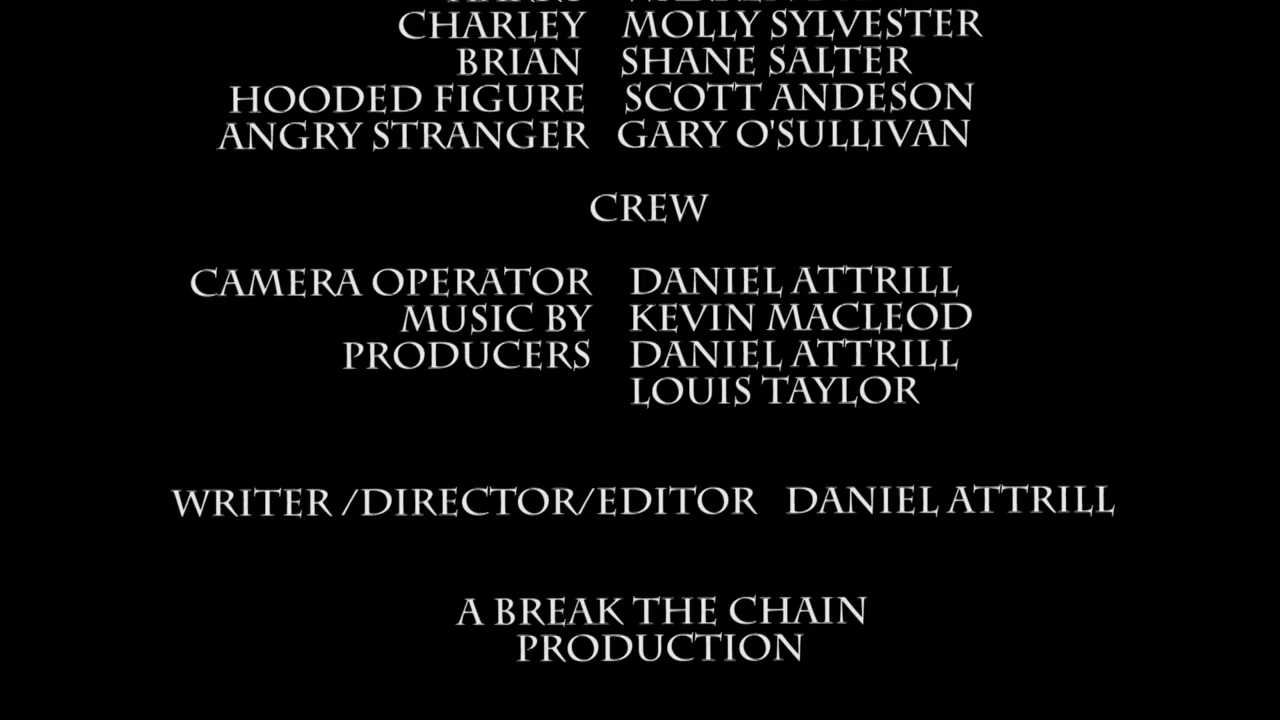 CHARLEY MOLLY SYLVESTER
BRIAN SHANE SALTER
HOODED FIGURE SCOTT ANDESON
ANGRY STRANGER GARY O'SULLIVAN
CREW
CAMERA OPERATOR DANIEL ATTRILL
MUSIC BY KEVIN MACLEOD
PRODUCERS DANIEL ATTRILL
LOUIS TAYLOR
WRITER /DIRECTOR/EDITOR DANIEL ATTRILL
A BREAK THE CHAIN
PRODUCTION